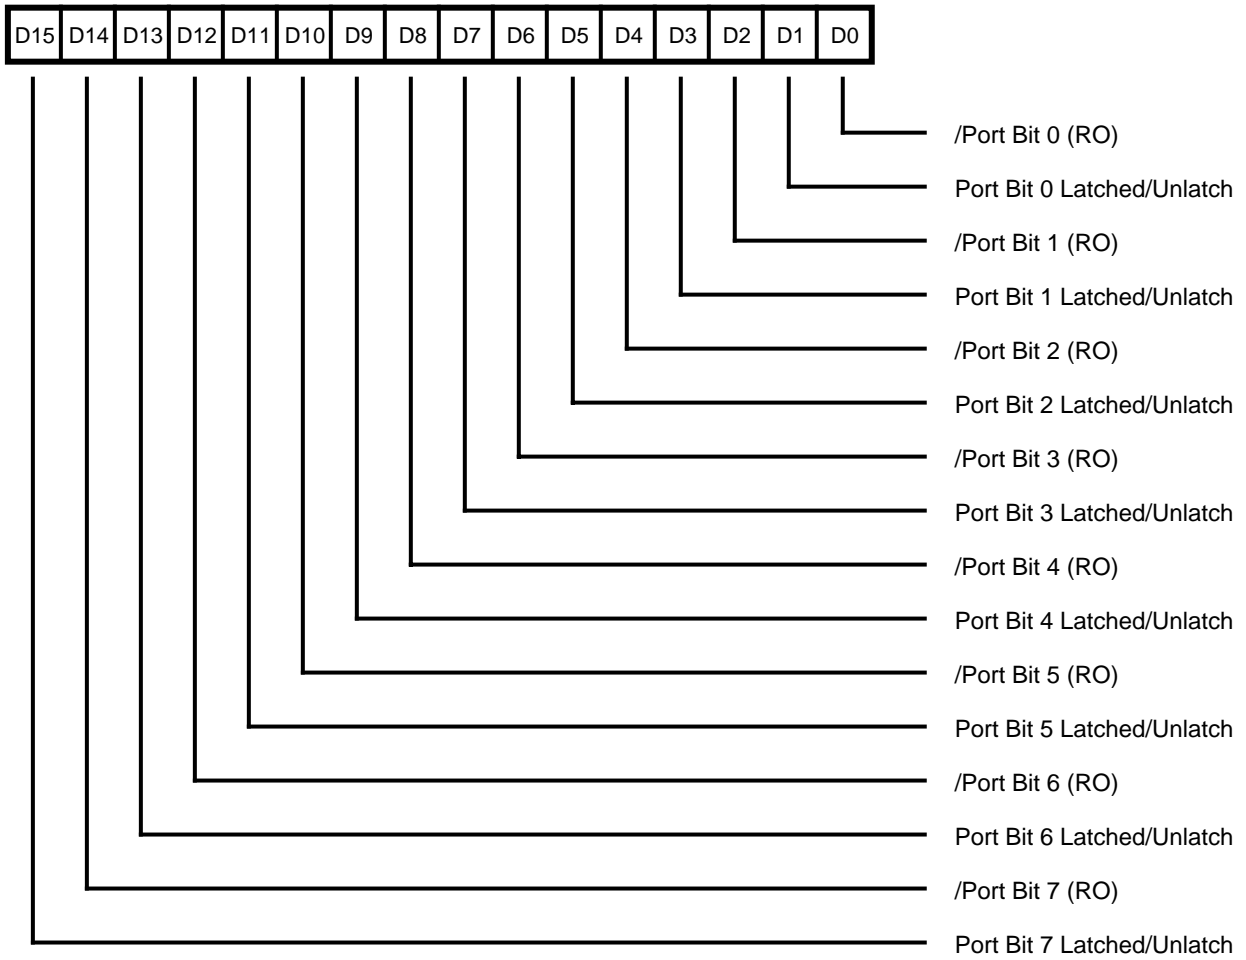 D15 D14 D13 D12 D11 D10 D9 D8 D7 D6 D5 D4 D3 D2 D1 D0
/Port Bit 0 (RO)
Port Bit 0 Latched/Unlatch
/Port Bit 1 (RO)
Port Bit 1 Latched/Unlatch
/Port Bit 2 (RO)
Port Bit 2 Latched/Unlatch
/Port Bit 3 (RO)
Port Bit 3 Latched/Unlatch
/Port Bit 4 (RO)
Port Bit 4 Latched/Unlatch
/Port Bit 5 (RO)
Port Bit 5 Latched/Unlatch
/Port Bit 6 (RO)
Port Bit 6 Latched/Unlatch
/Port Bit 7 (RO)
Port Bit 7 Latched/Unlatch